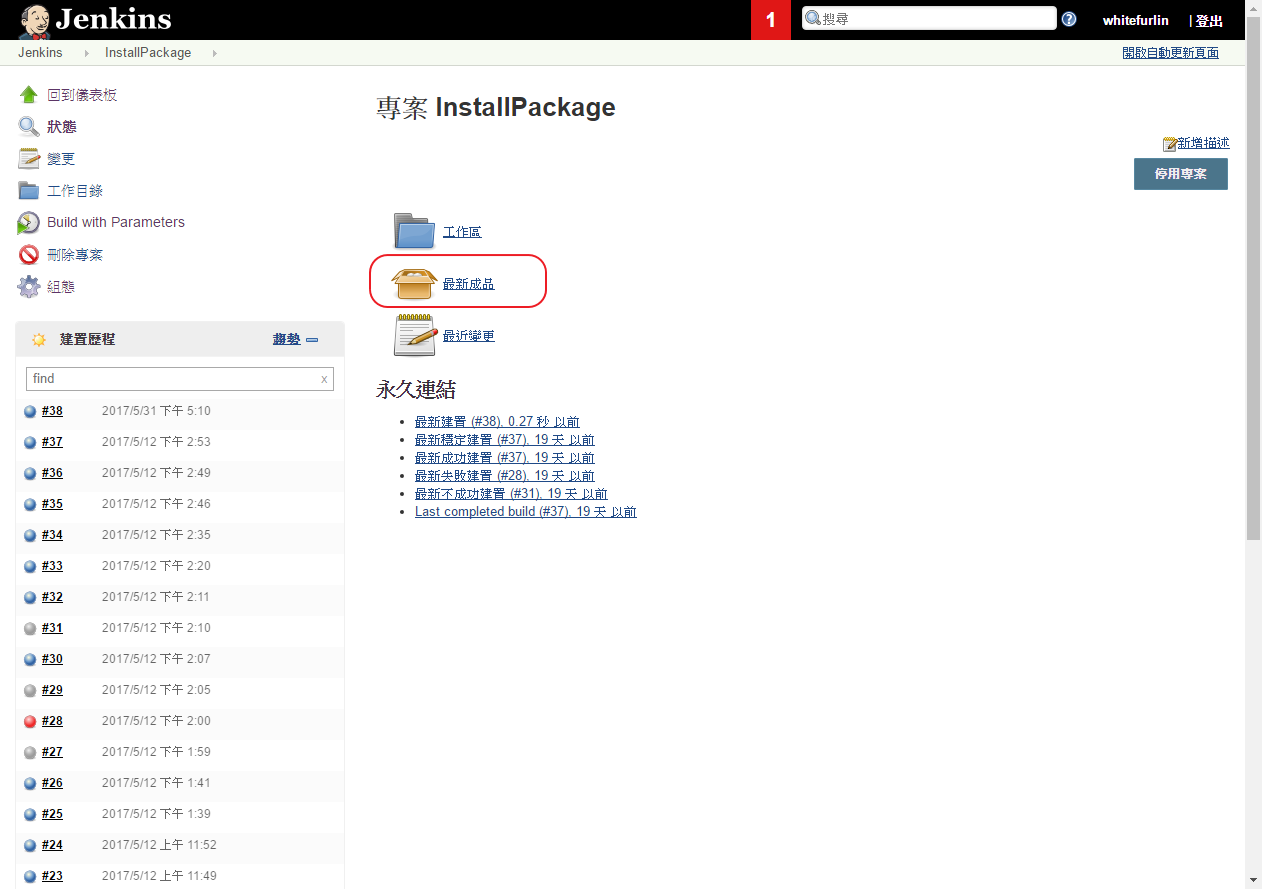 Jenkins
1
搜尋
whitefurlin
| 登出
Jenkins
InstallPackage
開啟自動更新頁面
回到儀表板
狀態
變更
工作目錄
Build with Parameters
刪除專案
組態
專案 InstallPackage
新增描述
停用專案
工作區
最新成品
最近變更
永久連結
最新建置 (#38), 0.27 秒 以前
最新穩定建置 (#37), 19 天 以前
最新成功建置 (#37), 19 天 以前
最新失敗建置 (#28), 19 天 以前
最新不成功建置 (#31), 19 天 以前
Last completed build (#37), 19 天 以前
建置歷程 趨勢
find x
#38 2017/5/31 下午 5:10
#37 2017/5/12 下午 2:53
#36 2017/5/12 下午 2:49
#35 2017/5/12 下午 2:46
#34 2017/5/12 下午 2:35
#33 2017/5/12 下午 2:20
#32 2017/5/12 下午 2:11
#31 2017/5/12 下午 2:10
#30 2017/5/12 下午 2:07
#29 2017/5/12 下午 2:05
#28 2017/5/12 下午 2:00
#27 2017/5/12 下午 1:59
#26 2017/5/12 下午 1:41
#25 2017/5/12 下午 1:39
#24 2017/5/12 上午 11:52
#23 2017/5/12 上午 11:49